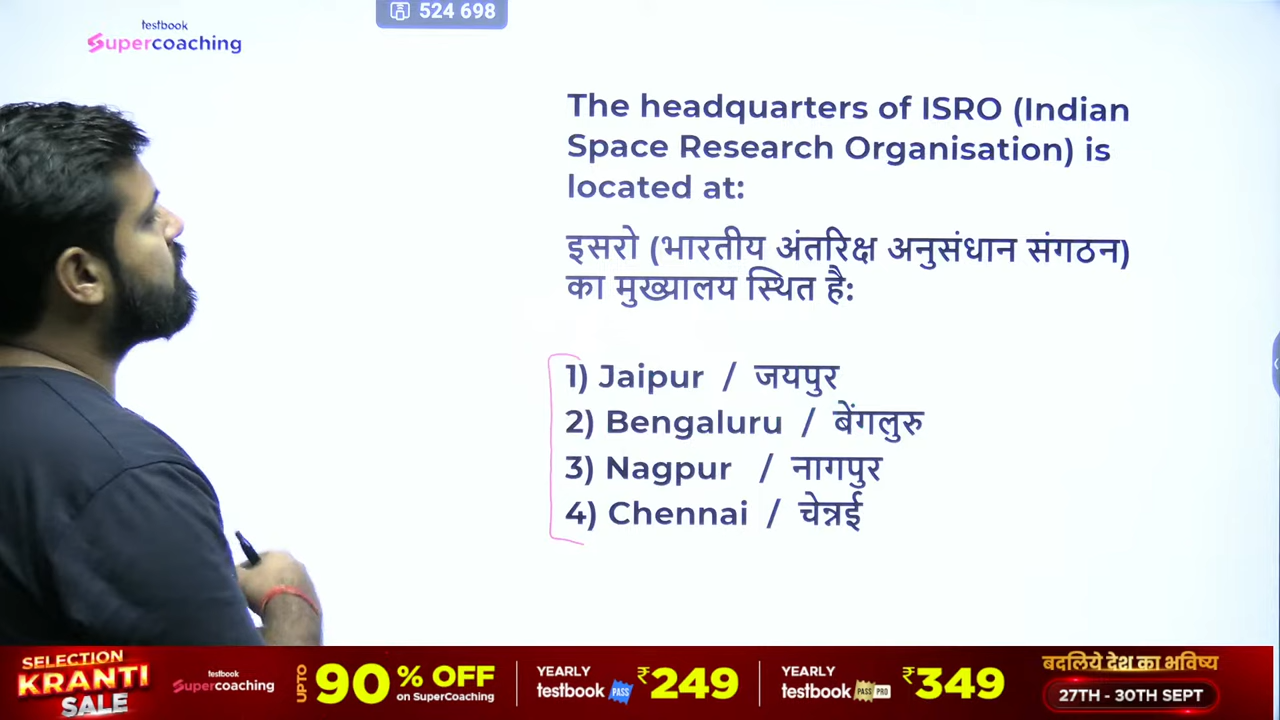 testbook
Supercoaching
524 698
The headquarters of ISRO (Indian
Space Research Organisation) is
located at:
इसरो (भारतीय अंतरिक्ष अनुसंधान संगठन)
का मुख्यालय स्थित है:
1) Jaipur / जयपुर
2) Bengaluru / बेंगलुरु
3) Nagpur / नागपुर
4) Chennai / चेन्नई
SELECTION
KRANTI
SALE
testbook
Supercoaching
UPTO
90% OFF
on SuperCoaching
YEARLY
testbook PASS
₹249
YEARLY
testbook PASS PRO
₹349
बदलिये देश का भविष्य
27TH - 30TH SEPT